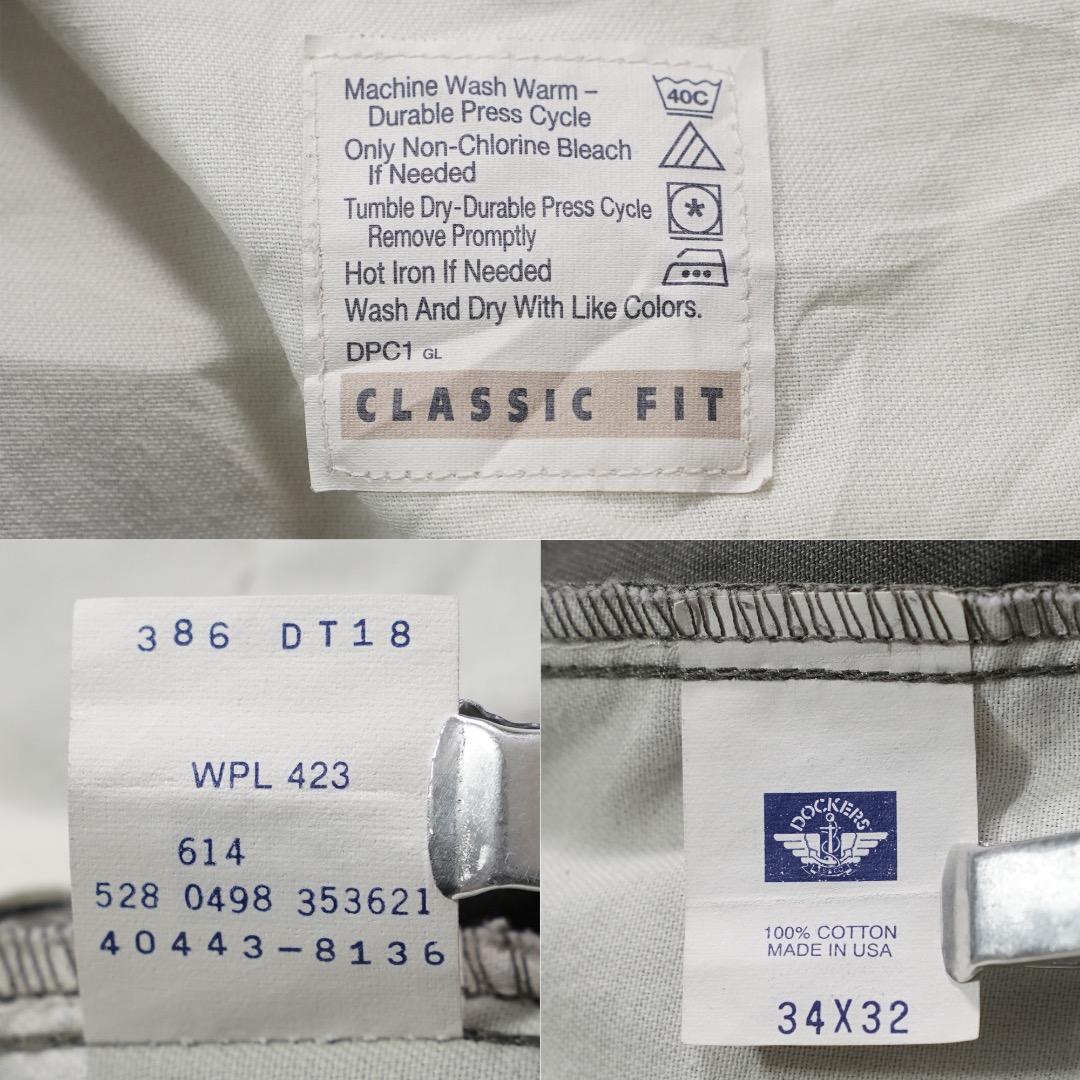 Machine Wash Warm –
Durable Press Cycle
40C
Only Non-Chlorine Bleach
If Needed
Tumble Dry-Durable Press Cycle
Remove Promptly
Hot Iron If Needed
Wash And Dry With Like Colors.
DPC1 GL
CLASSIC FIT
386 DT18
WPL 423
614
528 0498 353621
40443-8136
DOCKERS
100% COTTON
MADE IN USA
34X32